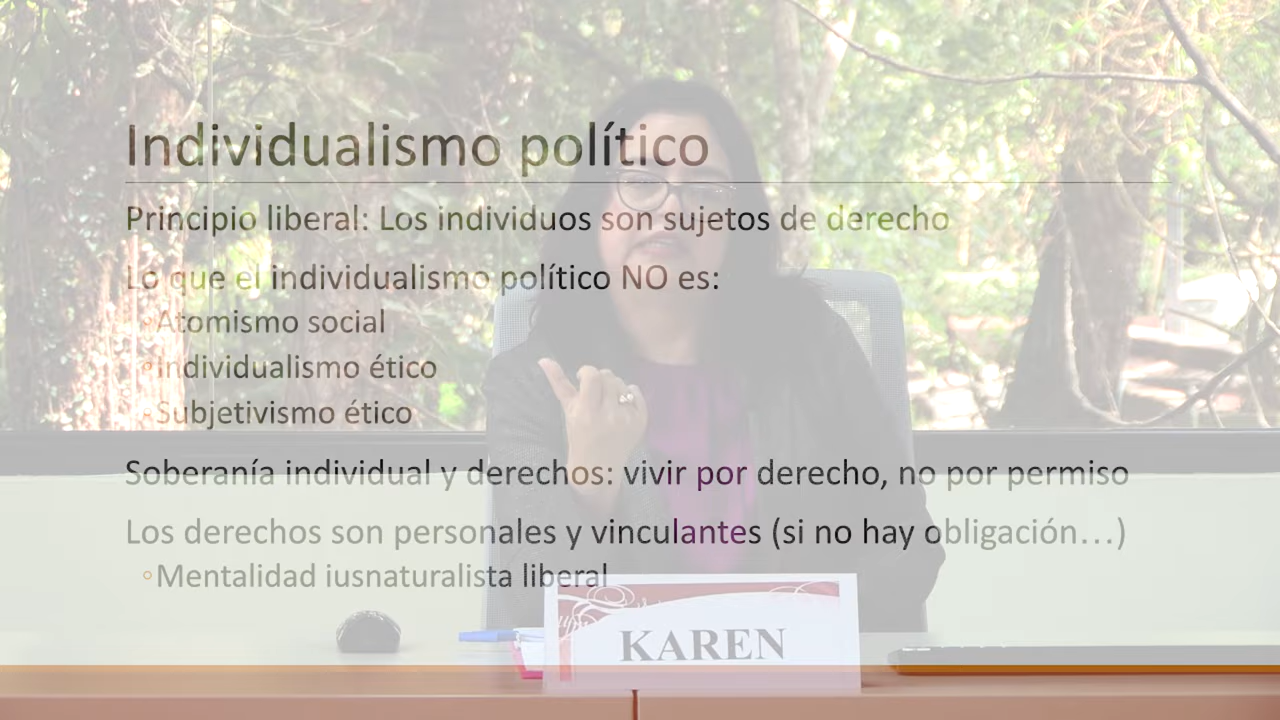 Individualismo político
Principio liberal: Los individuos son sujetos de derecho
Lo que el individualismo político NO es:
◦Atomismo social
◦Individualismo ético
◦Subjetivismo ético
Soberanía individual y derechos: vivir por derecho, no por permiso
Los derechos son personales y vinculantes (si no hay obligación…)
◦Mentalidad iusnaturalista liberal
KAREN